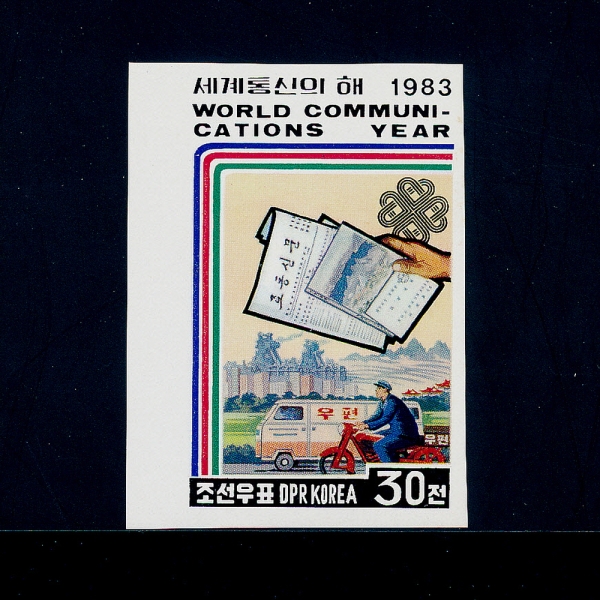 세계통신의 해 1983
WORLD COMMUNI-
CATIONS YEAR
로동신문
우편
우편
조선우표 DPR KOREA 30전